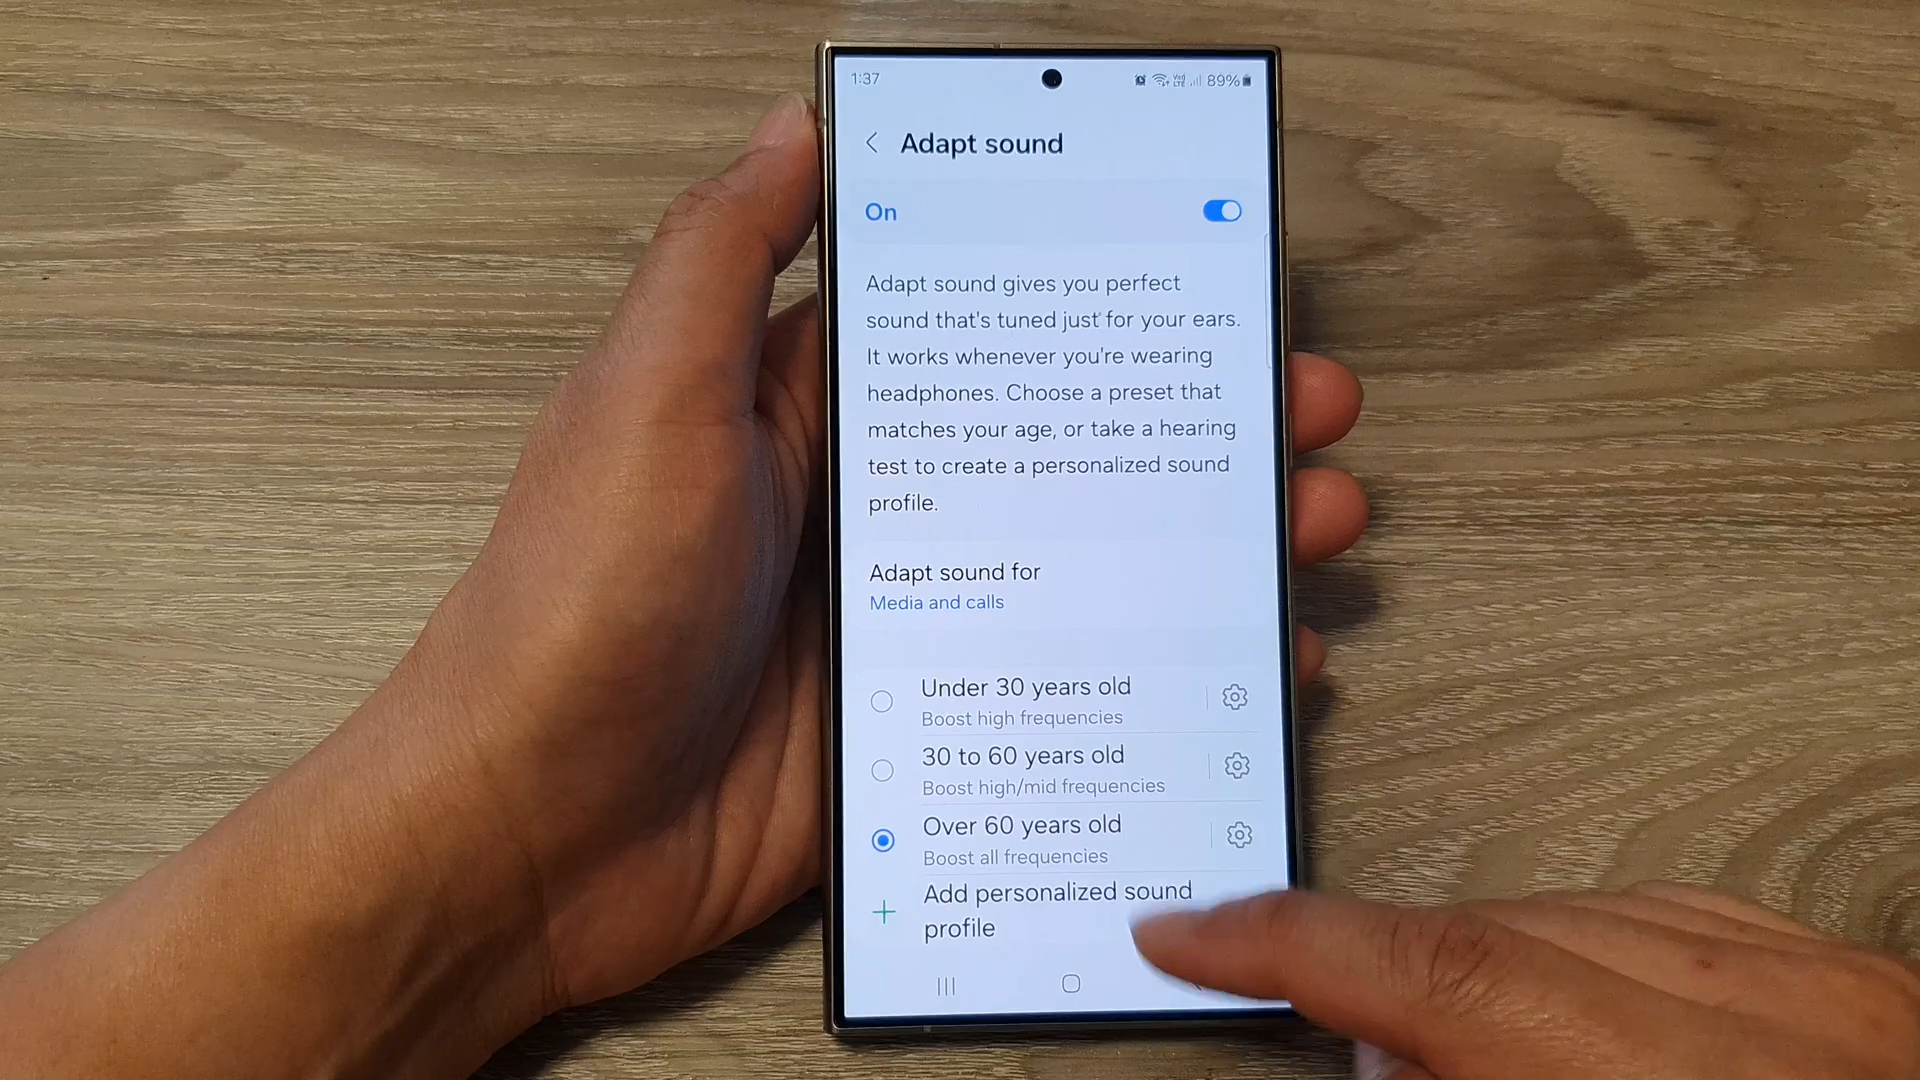 1:37
Vo)
LTE
89%
Adapt sound
On
Adapt sound gives you perfect
sound that's tuned just for your ears.
It works whenever you're wearing
headphones. Choose a preset that
matches your age, or take a hearing
test to create a personalized sound
profile.
Adapt sound for
Media and calls
Under 30 years old
Boost high frequencies
30 to 60 years old
Boost high/mid frequencies
Over 60 years old
Boost all frequencies
Add personalized sound
profile